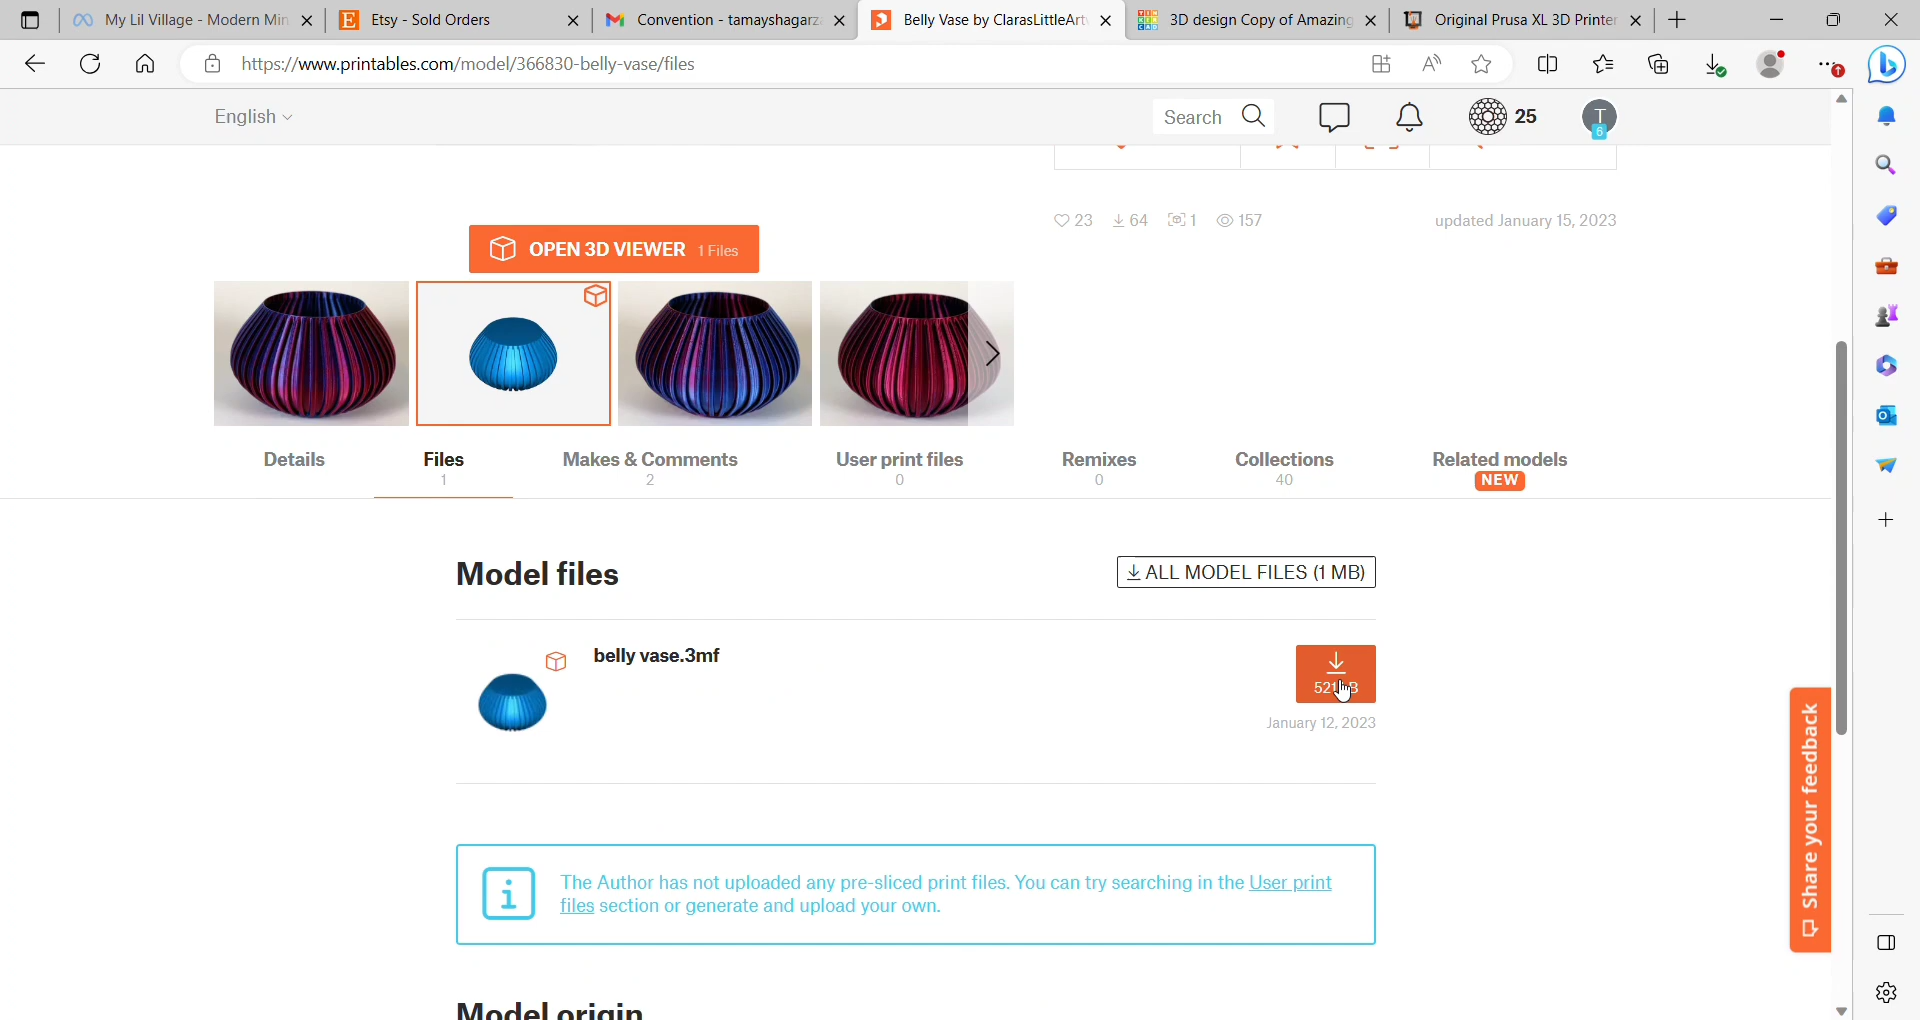 My Lil Village - Modern Min
Etsy - Sold Orders
Convention - tamayshagarz
Belly Vase by ClarasLittleArt
3D design Copy of Amazing
Original Prusa XL 3D Printer
https://www.printables.com/model/366830-belly-vase/files
English
Search
25
T
6
23 64 1 157
updated January 15, 2023
OPEN 3D VIEWER 1 Files
Details
Files
1
Makes & Comments
2
User print files
0
Remixes
0
Collections
40
Related models
NEW
Model files
ALL MODEL FILES (1 MB)
belly vase.3mf
January 12, 2023
The Author has not uploaded any pre-sliced print files. You can try searching in the User print
files section or generate and upload your own.
Share your feedback
Model origin